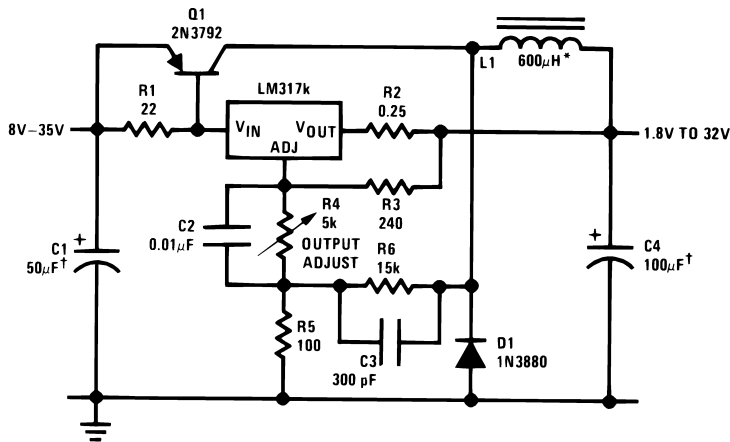 Q1
2N3792
L1
600μH*
R1
22
LM317k
R2
0.25
8V–35V
VIN
VOUT
ADJ
1.8V TO 32V
R3
240
C2
0.01μF
R4
5k
OUTPUT
ADJUST
R6
15k
C1
+
50μF†
C4
+
100μF†
R5
100
C3
300 pF
D1
1N3880